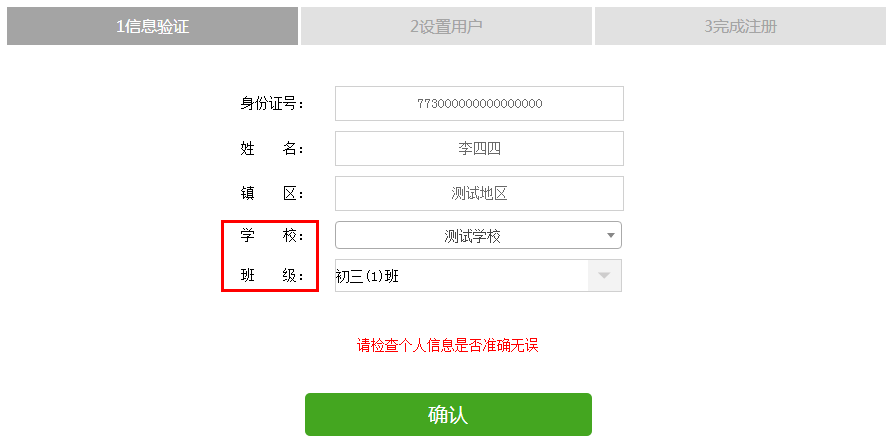 1信息验证 2设置用户 3完成注册
身份证号: 773000000000000000
姓 名: 李四四
镇 区: 测试地区
学 校: 测试学校
班 级: 初三(1)班
请检查个人信息是否准确无误
确认